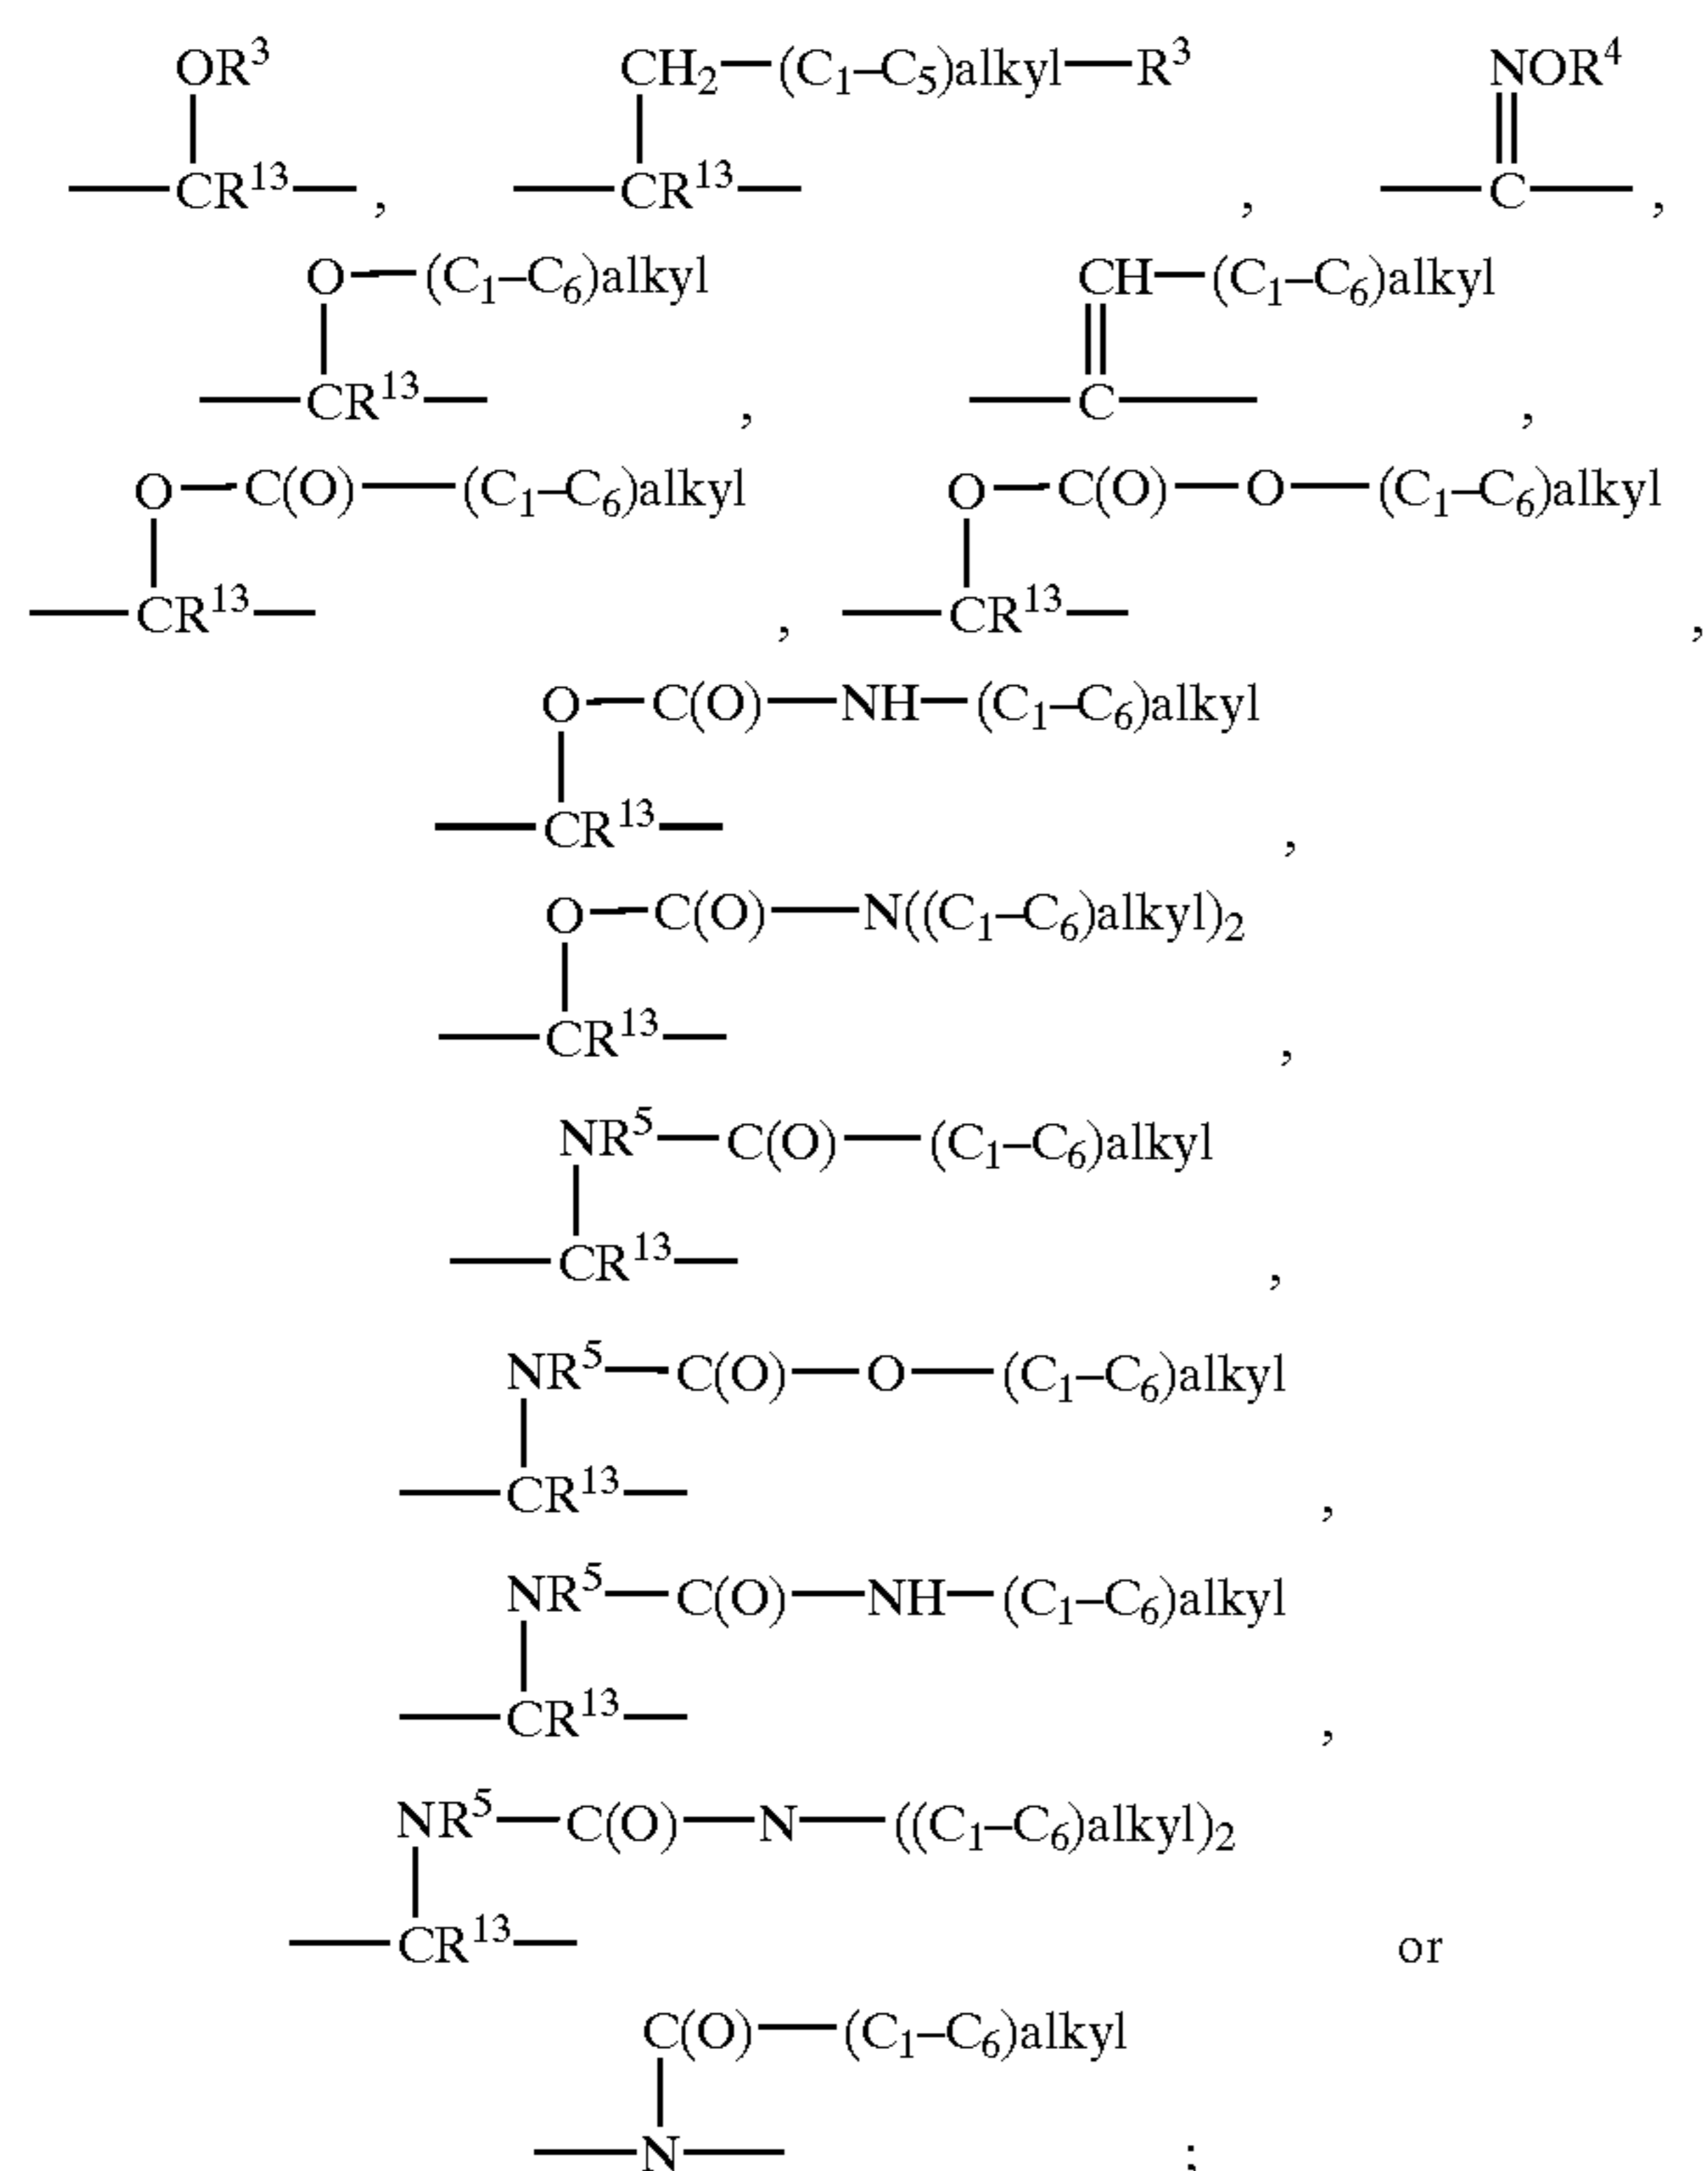 OR³ CH₂—(C₁–C₅)alkyl—R³ NOR⁴
—CR¹³—, —CR¹³—, —C—,
O—(C₁–C₆)alkyl CH—(C₁–C₆)alkyl
—CR¹³—, —C—,
O—C(O)—(C₁–C₆)alkyl O—C(O)—O—(C₁–C₆)alkyl
—CR¹³—, —CR¹³—,
O—C(O)—NH—(C₁–C₆)alkyl
—CR¹³—,
O—C(O)—N((C₁–C₆)alkyl)₂
—CR¹³—,
NR⁵—C(O)—(C₁–C₆)alkyl
—CR¹³—,
NR⁵—C(O)—O—(C₁–C₆)alkyl
—CR¹³—,
NR⁵—C(O)—NH—(C₁–C₆)alkyl
—CR¹³—,
NR⁵—C(O)—N—((C₁–C₆)alkyl)₂
—CR¹³— or
C(O)—(C₁–C₆)alkyl
—N—;